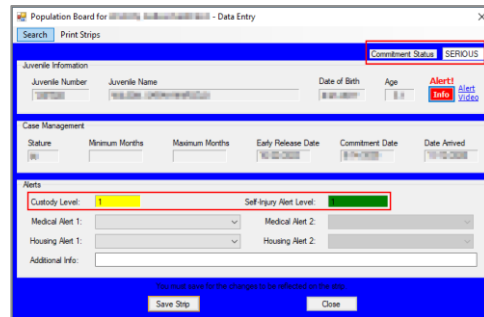 Population Board for - Data Entry
Search Print Strips
Commitment Status SERIOUS
Juvenile Information
Juvenile Number Juvenile Name Date of Birth Age Alert!
Info Alert Video
Case Management
Stature Minimum Months Maximum Months Early Release Date Commitment Date Date Arrived
Alerts
Custody Level: 1 Self-Injury Alert Level: 1
Medical Alert 1: Medical Alert 2:
Housing Alert 1: Housing Alert 2:
Additional Info:
You must save for the changes to be reflected on the strip
Save Strip Close